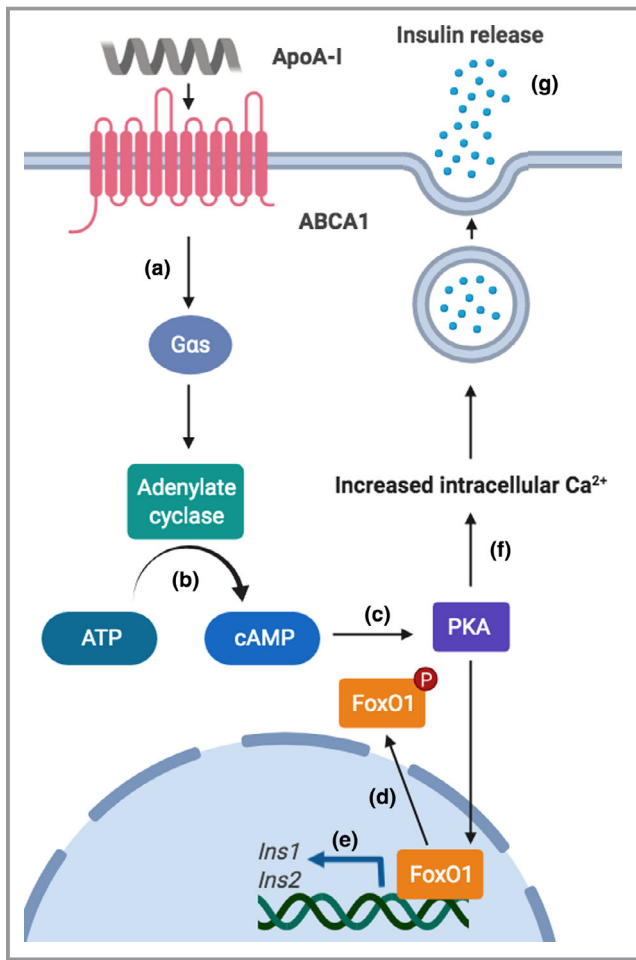 ApoA-I
Insulin release
(g)
ABCA1
(a)
Gαs
Adenylate
cyclase
Increased intracellular Ca²⁺
(b)
(f)
ATP
cAMP
(c)
PKA
P
FoxO1
(d)
(e)
Ins1
Ins2
FoxO1